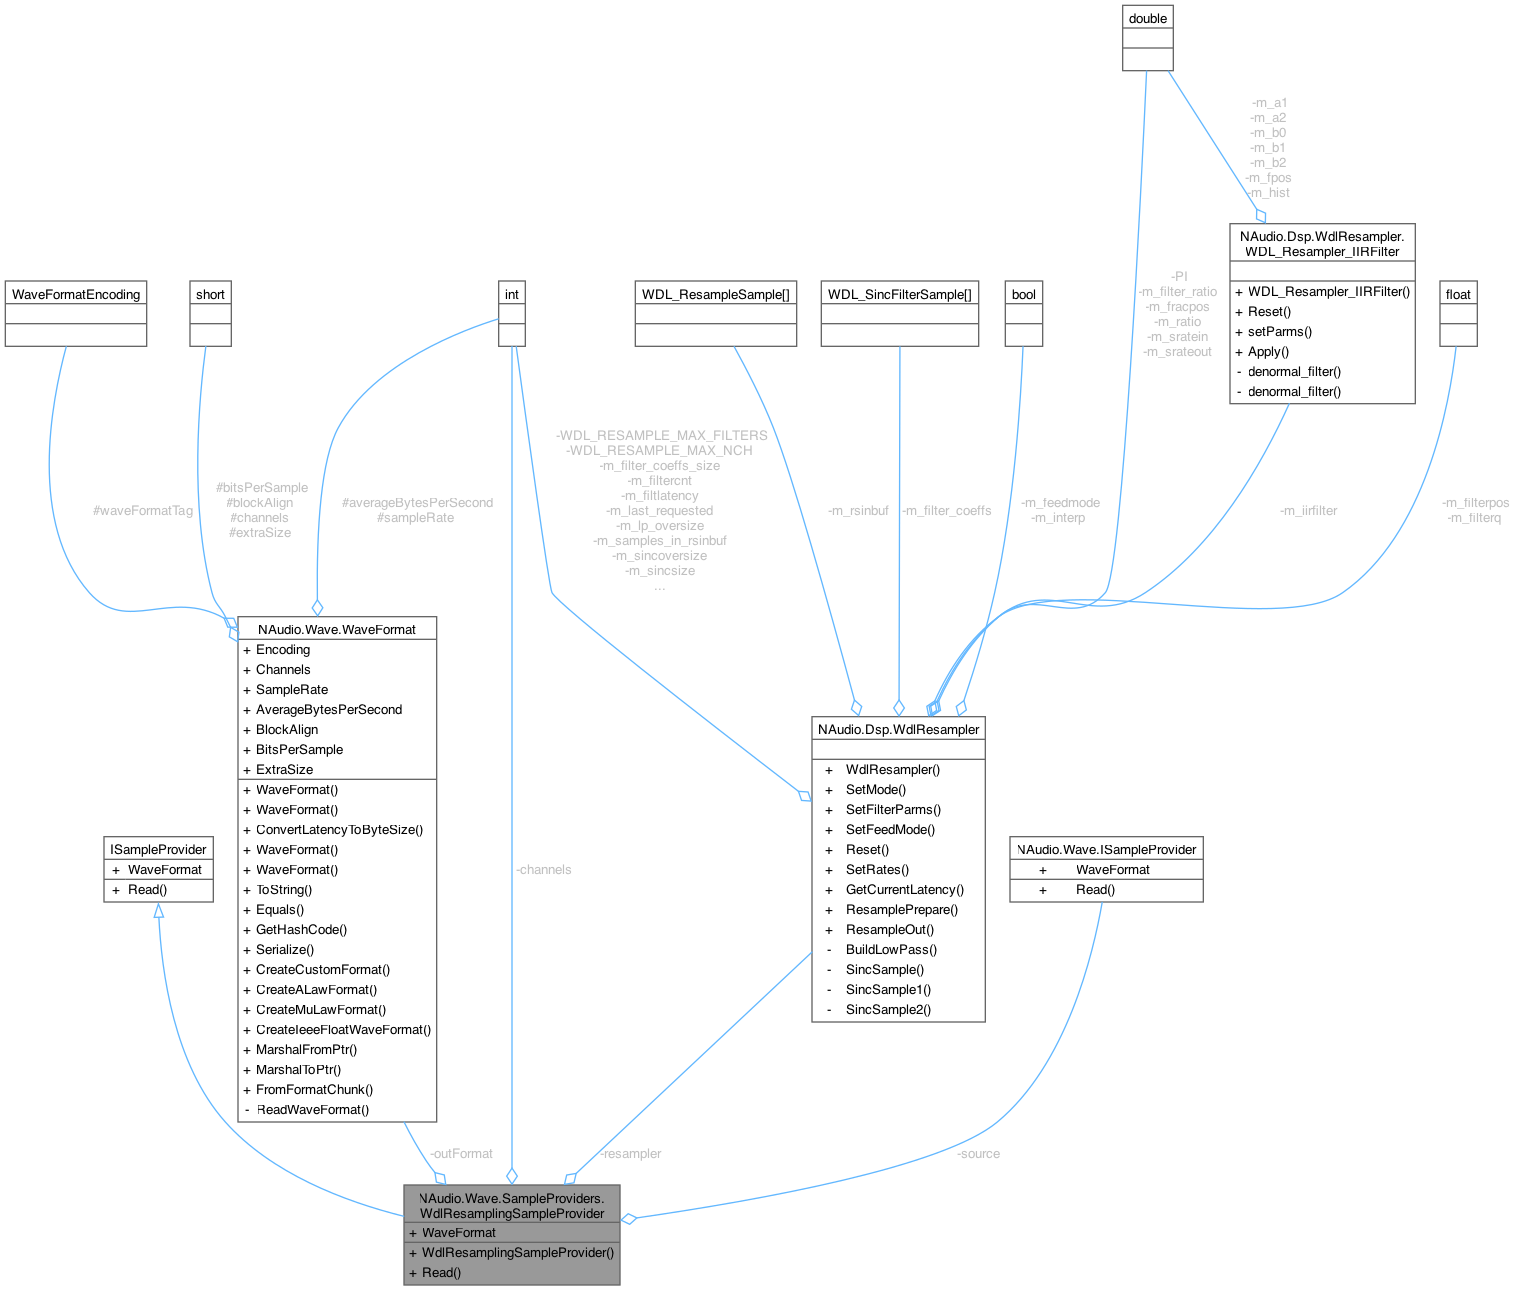 double
-m_a1
-m_a2
-m_b0
-m_b1
-m_b2
-m_fpos
-m_hist
NAudio.Dsp.WdlResampler.
WDL_Resampler_IIRFilter
+ WDL_Resampler_IIRFilter()
+ Reset()
+ setParms()
+ Apply()
- denormal_filter()
- denormal_filter()
-PI
-m_filter_ratio
-m_fracpos
-m_ratio
-m_sratein
-m_srateout
WaveFormatEncoding
short
int
WDL_ResampleSample[]
WDL_SincFilterSample[]
bool
float
#waveFormatTag
#bitsPerSample
#blockAlign
#channels
#extraSize
#averageBytesPerSecond
#sampleRate
-WDL_RESAMPLE_MAX_FILTERS
-WDL_RESAMPLE_MAX_NCH
-m_filter_coeffs_size
-m_filtercnt
-m_filtlatency
-m_last_requested
-m_lp_oversize
-m_samples_in_rsinbuf
-m_sincoversize
-m_sincsize
...
-m_rsinbuf
-m_filter_coeffs
-m_feedmode
-m_interp
-m_iirfilter
-m_filterpos
-m_filterq
NAudio.Wave.WaveFormat
+ Encoding
+ Channels
+ SampleRate
+ AverageBytesPerSecond
+ BlockAlign
+ BitsPerSample
+ ExtraSize
+ WaveFormat()
+ WaveFormat()
+ ConvertLatencyToByteSize()
+ WaveFormat()
+ WaveFormat()
+ ToString()
+ Equals()
+ GetHashCode()
+ Serialize()
+ CreateCustomFormat()
+ CreateALawFormat()
+ CreateMuLawFormat()
+ CreateIeeeFloatWaveFormat()
+ MarshalFromPtr()
+ MarshalToPtr()
+ FromFormatChunk()
- ReadWaveFormat()
NAudio.Dsp.WdlResampler
+ WdlResampler()
+ SetMode()
+ SetFilterParms()
+ SetFeedMode()
+ Reset()
+ SetRates()
+ GetCurrentLatency()
+ ResamplePrepare()
+ ResampleOut()
- BuildLowPass()
- SincSample()
- SincSample1()
- SincSample2()
ISampleProvider
+ WaveFormat
+ Read()
-channels
NAudio.Wave.ISampleProvider
+ WaveFormat
+ Read()
-outFormat
-resampler
-source
NAudio.Wave.SampleProviders.
WdlResamplingSampleProvider
+ WaveFormat
+ WdlResamplingSampleProvider()
+ Read()